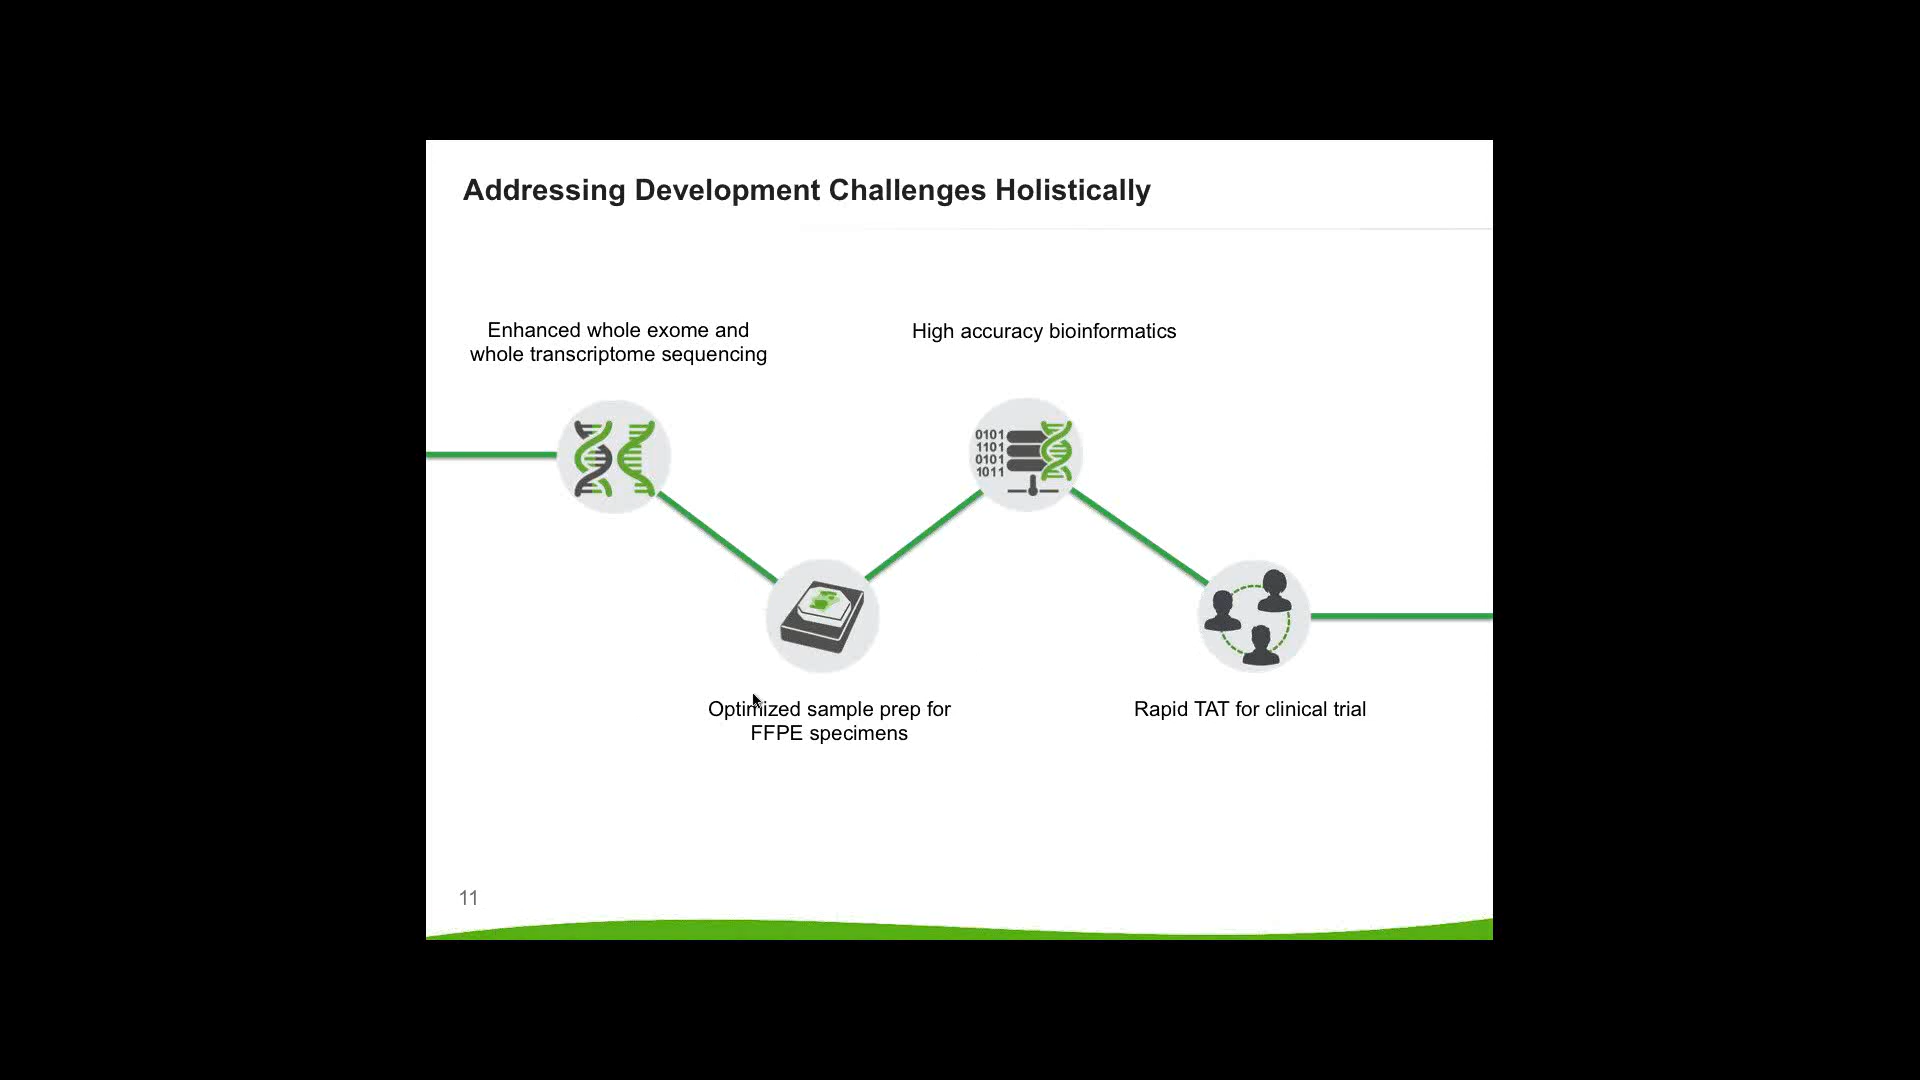 Addressing Development Challenges Holistically
Enhanced whole exome and
whole transcriptome sequencing
High accuracy bioinformatics
0101
1101
0101
1011
Optimized sample prep for
FFPE specimens
Rapid TAT for clinical trial
11